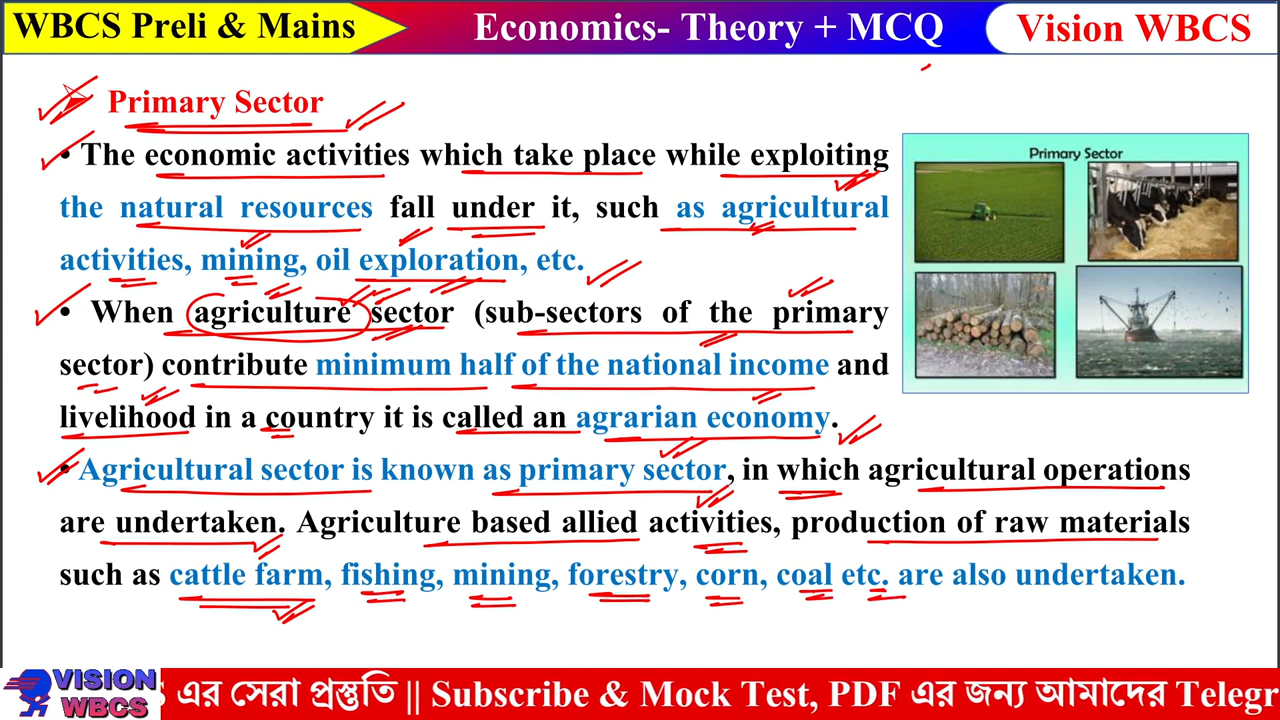 WBCS Preli & Mains
Economics- Theory + MCQ
Vision WBCS
Primary Sector
• The economic activities which take place while exploiting
the natural resources fall under it, such as agricultural
activities, mining, oil exploration, etc.
• When agriculture sector (sub-sectors of the primary
sector) contribute minimum half of the national income and
livelihood in a country it is called an agrarian economy.
• Agricultural sector is known as primary sector, in which agricultural operations
are undertaken. Agriculture based allied activities, production of raw materials
such as cattle farm, fishing, mining, forestry, corn, coal etc. are also undertaken.
Primary Sector
VISION
WBCS
এর সেরা প্রস্তুতি || Subscribe & Mock Test, PDF এর জন্য আমাদের Telegr